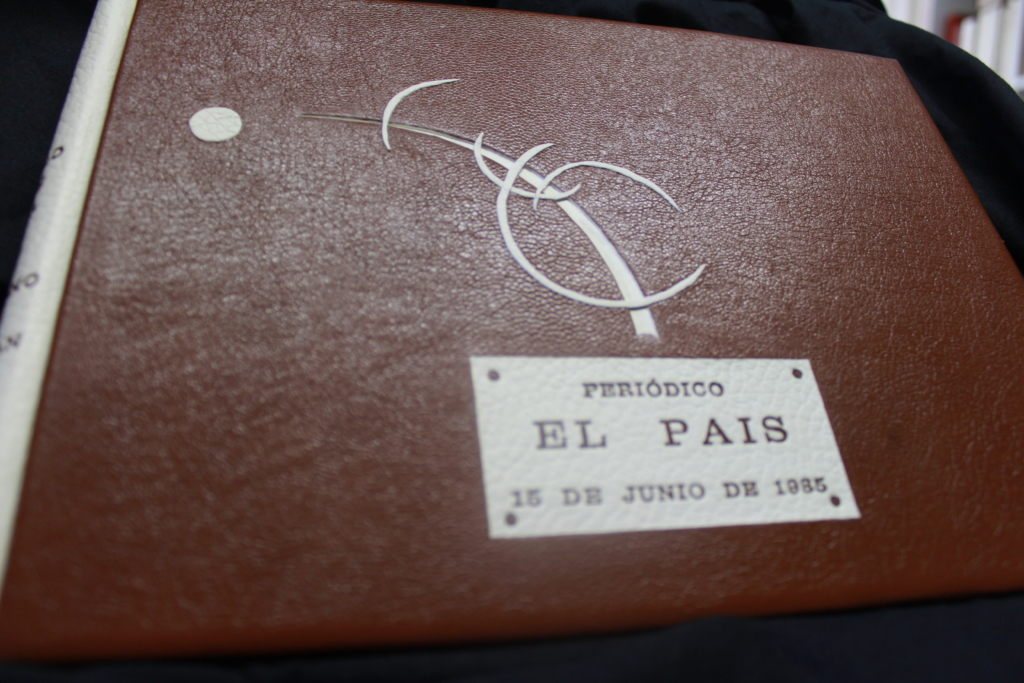 PERIÓDICO
EL PAIS
15 DE JUNIO DE 1985